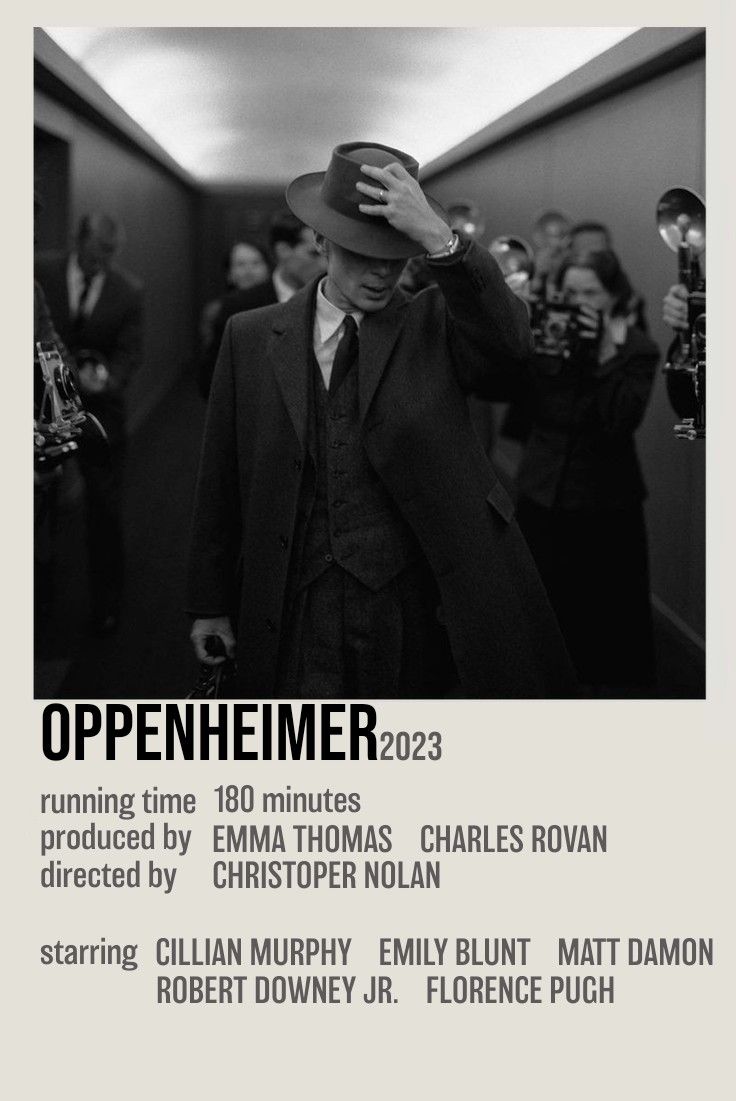 OPPENHEIMER2023
running time 180 minutes
produced by EMMA THOMAS CHARLES ROVAN
directed by CHRISTOPER NOLAN
starring CILLIAN MURPHY EMILY BLUNT MATT DAMON
ROBERT DOWNEY JR. FLORENCE PUGH